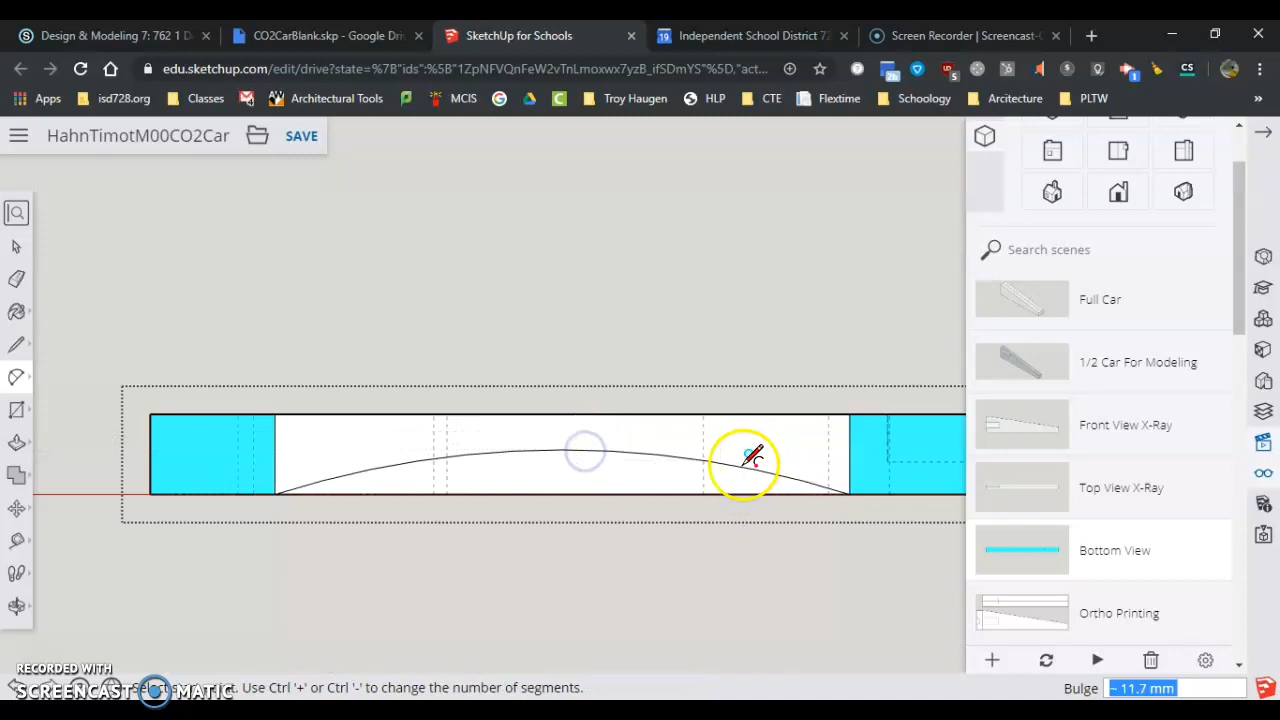 Design & Modeling 7: 762 1 D
CO2CarBlank.skp - Google Dri
SketchUp for Schools
19
Independent School District 72
Screen Recorder | Screencast-O
edu.sketchup.com/edit/drive?state=%7B"ids":%5B"1ZpNFVQnFeW2vTnLmoxwx7yzB_ifSDmYS"%5D,"act...
Apps
isd728.org
Classes
Architectural Tools
MCIS
Troy Haugen
HLP
CTE
Flextime
Schoology
Arcitecture
PLTW
»
HahnTimotM00CO2Car
SAVE
Search scenes
Full Car
1/2 Car For Modeling
Front View X-Ray
Top View X-Ray
Bottom View
Ortho Printing
RECORDED WITH
SCREENCAST MATIC
Use Ctrl '+' or Ctrl '-' to change the number of segments.
Bulge
~ 11.7 mm